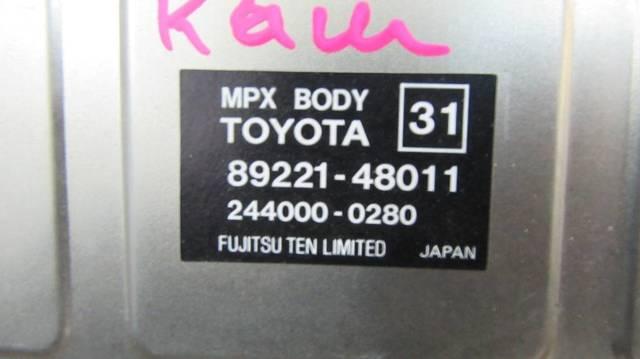 MPX BODY 31
TOYOTA
89221-48011
244000-0280
FUJITSU TEN LIMITED JAPAN